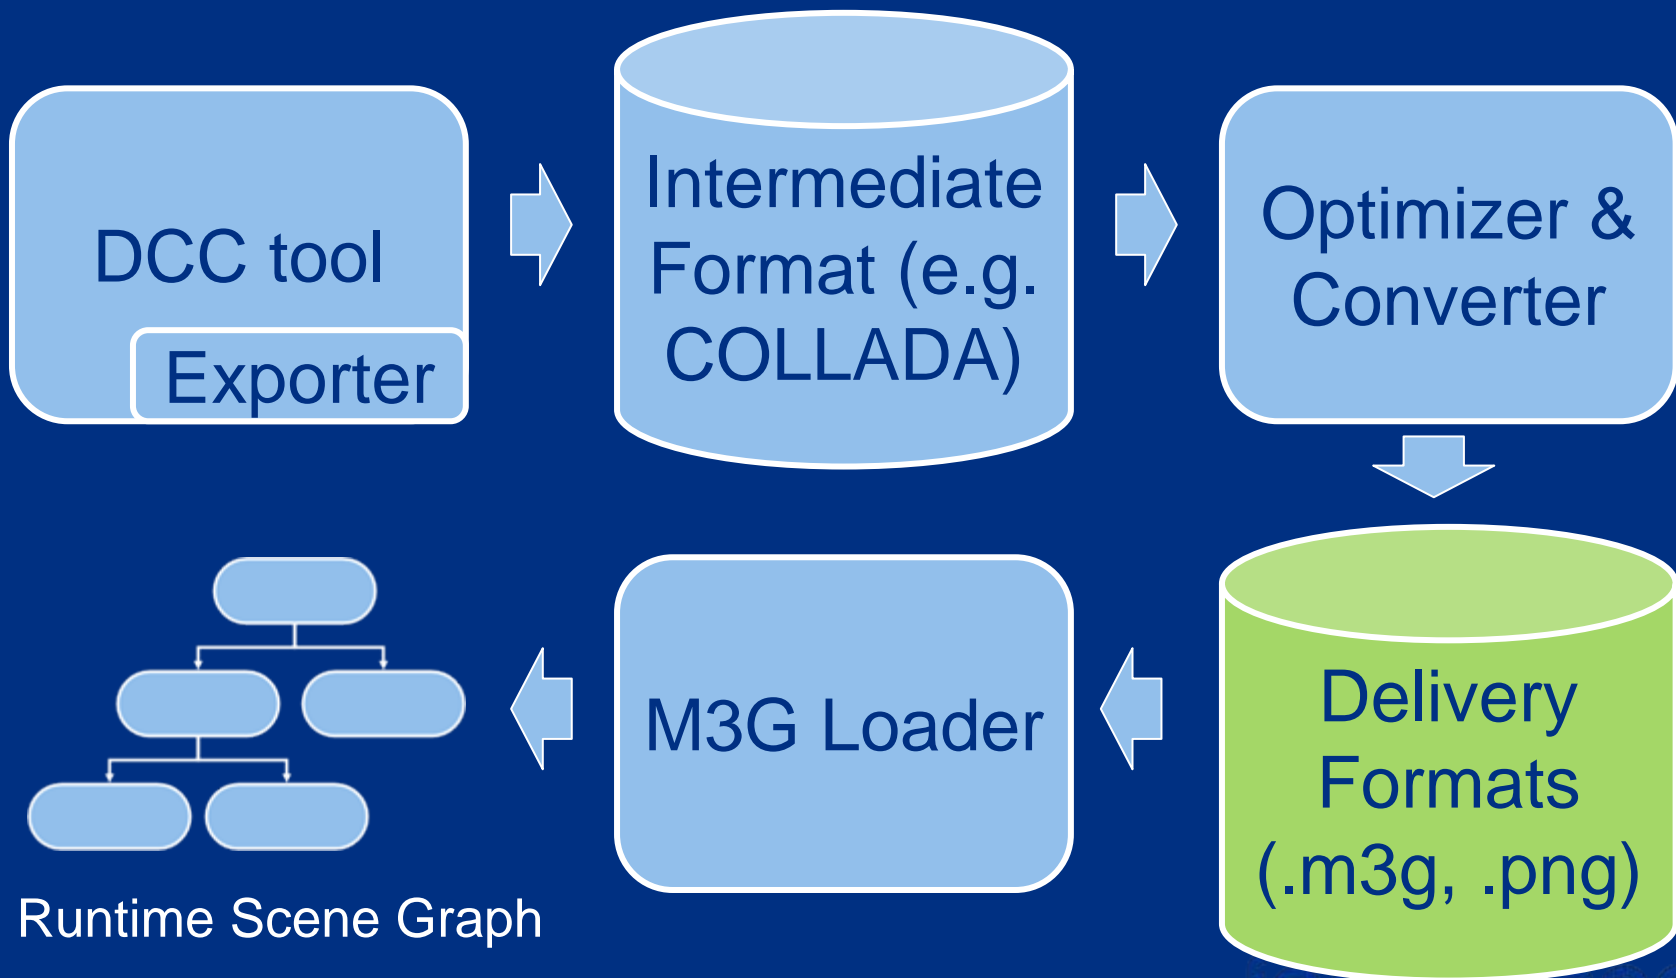 DCC tool
Exporter
Intermediate
Format (e.g.
COLLADA)
Optimizer &
Converter
Delivery
Formats
(.m3g, .png)
M3G Loader
Runtime Scene Graph